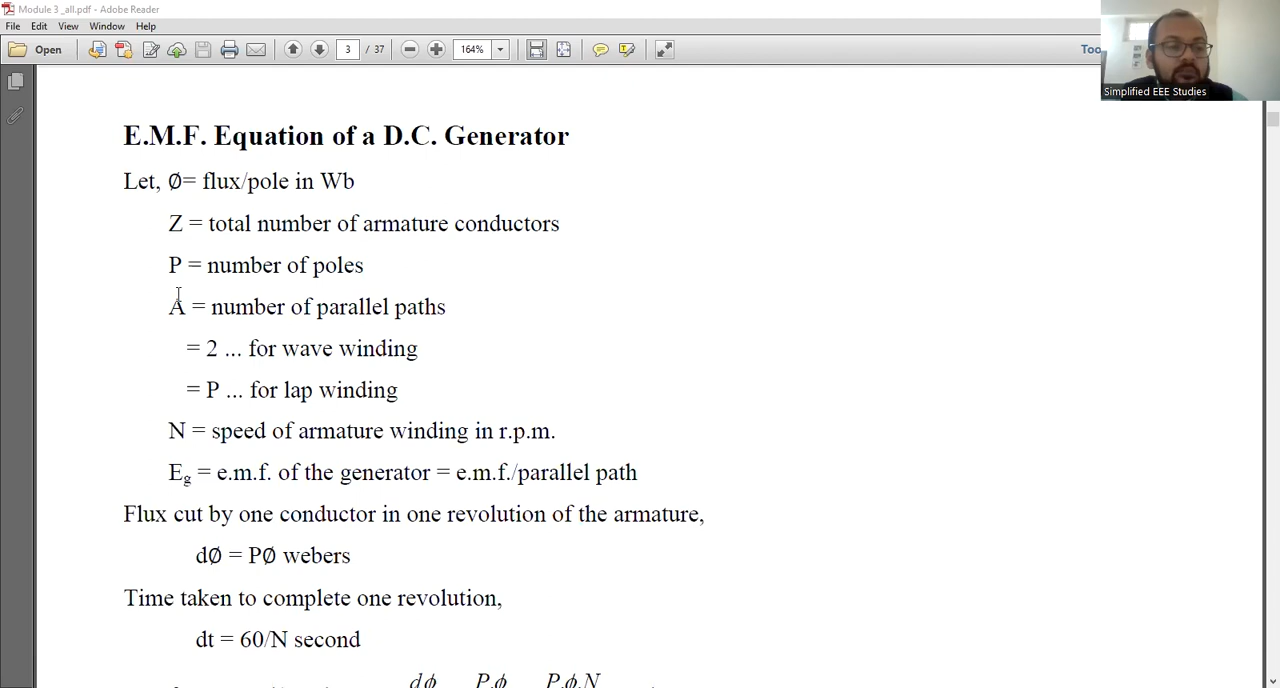 Module 3 _all.pdf - Adobe Reader
File Edit View Window Help
Open 3 / 37 164% Too
Simplified EEE Studies
E.M.F. Equation of a D.C. Generator
Let, Ø= flux/pole in Wb
Z = total number of armature conductors
P = number of poles
A = number of parallel paths
= 2 ... for wave winding
= P ... for lap winding
N = speed of armature winding in r.p.m.
Eg = e.m.f. of the generator = e.m.f./parallel path
Flux cut by one conductor in one revolution of the armature,
dØ = PØ webers
Time taken to complete one revolution,
dt = 60/N second
dϕ P.ϕ P.ϕ.N